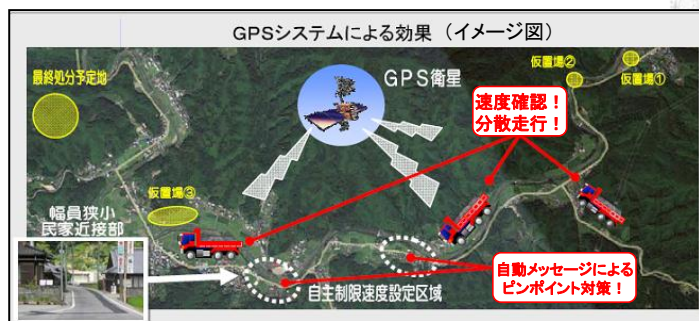 GPSシステムによる効果（イメージ図）
最終処分予定地
GPS衛星
仮置場②
仮置場①
速度確認！
分散走行！
仮置場③
幅員狭小
民家近接部
自主制限速度設定区域
自動メッセージによる
ピンポイント対策！